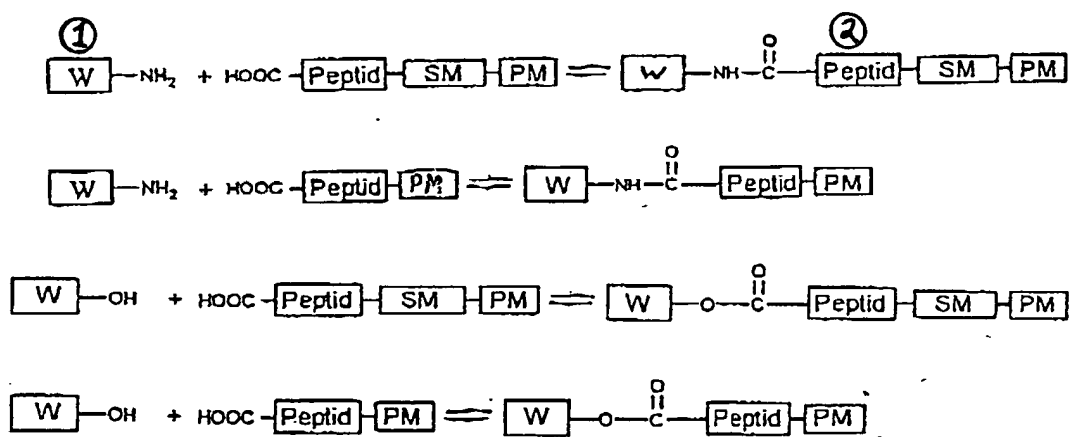 ① ②
W -NH₂ + HOOC- Peptid - SM - PM ⇌ W -NH-C(=O)- Peptid - SM - PM
W -NH₂ + HOOC- Peptid - PM ⇌ W -NH-C(=O)- Peptid - PM
W -OH + HOOC- Peptid - SM - PM ⇌ W -O-C(=O)- Peptid - SM - PM
W -OH + HOOC- Peptid - PM ⇌ W -O-C(=O)- Peptid - PM